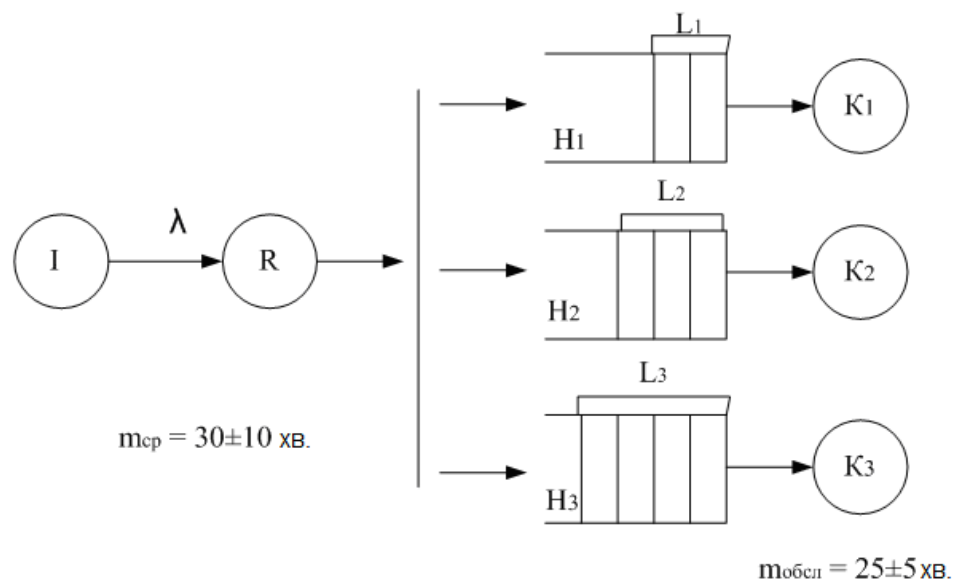 L1
K1
H1
λ
L2
I
R
K2
H2
L3
mср = 30±10 хв.
K3
H3
mобсл = 25±5 хв.